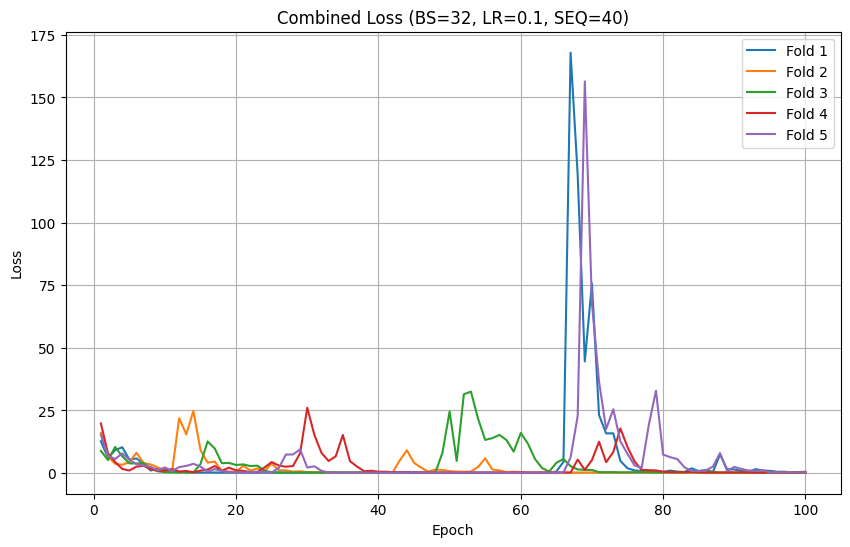 Combined Loss (BS=32, LR=0.1, SEQ=40)
175
150
125
100
75
50
25
0
Loss
0 20 40 60 80 100
Epoch
Fold 1
Fold 2
Fold 3
Fold 4
Fold 5